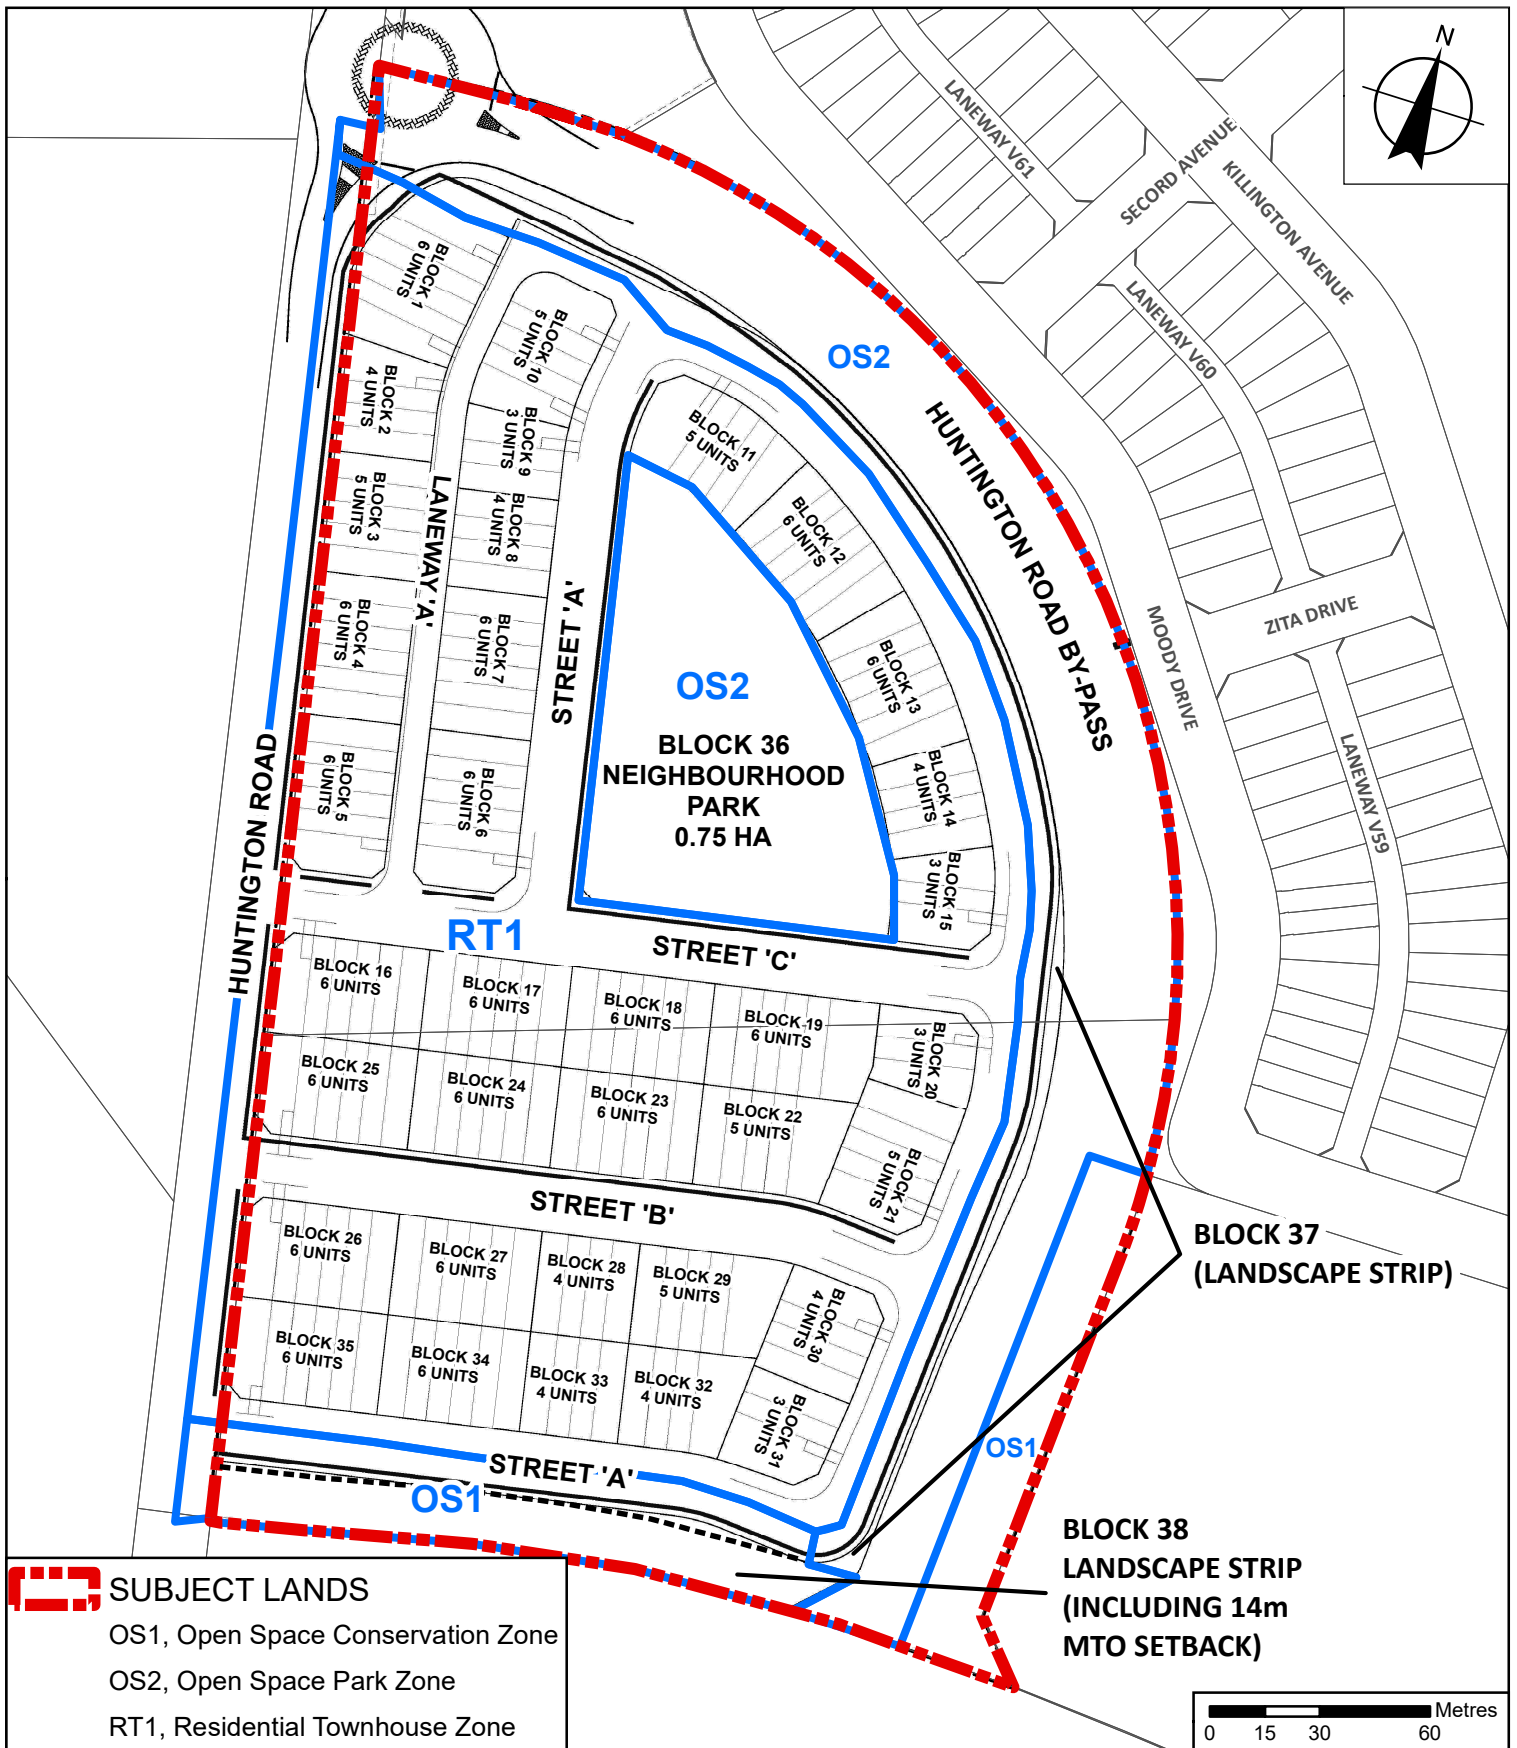 N
LANEWAY V61
SECORD AVENUE
KILLINGTON AVENUE
LANEWAY V60
ZITA DRIVE
MOODY DRIVE
LANEWAY V59
HUNTINGTON ROAD BY-PASS
OS2
BLOCK 1
6 UNITS
BLOCK 2
4 UNITS
BLOCK 3
5 UNITS
BLOCK 4
6 UNITS
BLOCK 5
6 UNITS
BLOCK 10
5 UNITS
BLOCK 9
3 UNITS
BLOCK 8
4 UNITS
BLOCK 7
6 UNITS
BLOCK 6
6 UNITS
LANEWAY 'A'
STREET 'A'
HUNTINGTON ROAD
BLOCK 11
5 UNITS
BLOCK 12
6 UNITS
BLOCK 13
6 UNITS
BLOCK 14
4 UNITS
BLOCK 15
3 UNITS
OS2
BLOCK 36
NEIGHBOURHOOD
PARK
0.75 HA
RT1
STREET 'C'
BLOCK 16
6 UNITS
BLOCK 17
6 UNITS
BLOCK 18
6 UNITS
BLOCK 19
6 UNITS
BLOCK 20
3 UNITS
BLOCK 25
6 UNITS
BLOCK 24
6 UNITS
BLOCK 23
6 UNITS
BLOCK 22
5 UNITS
BLOCK 21
5 UNITS
STREET 'B'
BLOCK 26
6 UNITS
BLOCK 27
6 UNITS
BLOCK 28
4 UNITS
BLOCK 29
5 UNITS
BLOCK 30
4 UNITS
BLOCK 35
6 UNITS
BLOCK 34
6 UNITS
BLOCK 33
4 UNITS
BLOCK 32
4 UNITS
BLOCK 31
3 UNITS
STREET 'A'
OS1
OS1
BLOCK 37
(LANDSCAPE STRIP)
BLOCK 38
LANDSCAPE STRIP
(INCLUDING 14m
MTO SETBACK)
SUBJECT LANDS
OS1, Open Space Conservation Zone
OS2, Open Space Park Zone
RT1, Residential Townhouse Zone
Metres
0 15 30 60